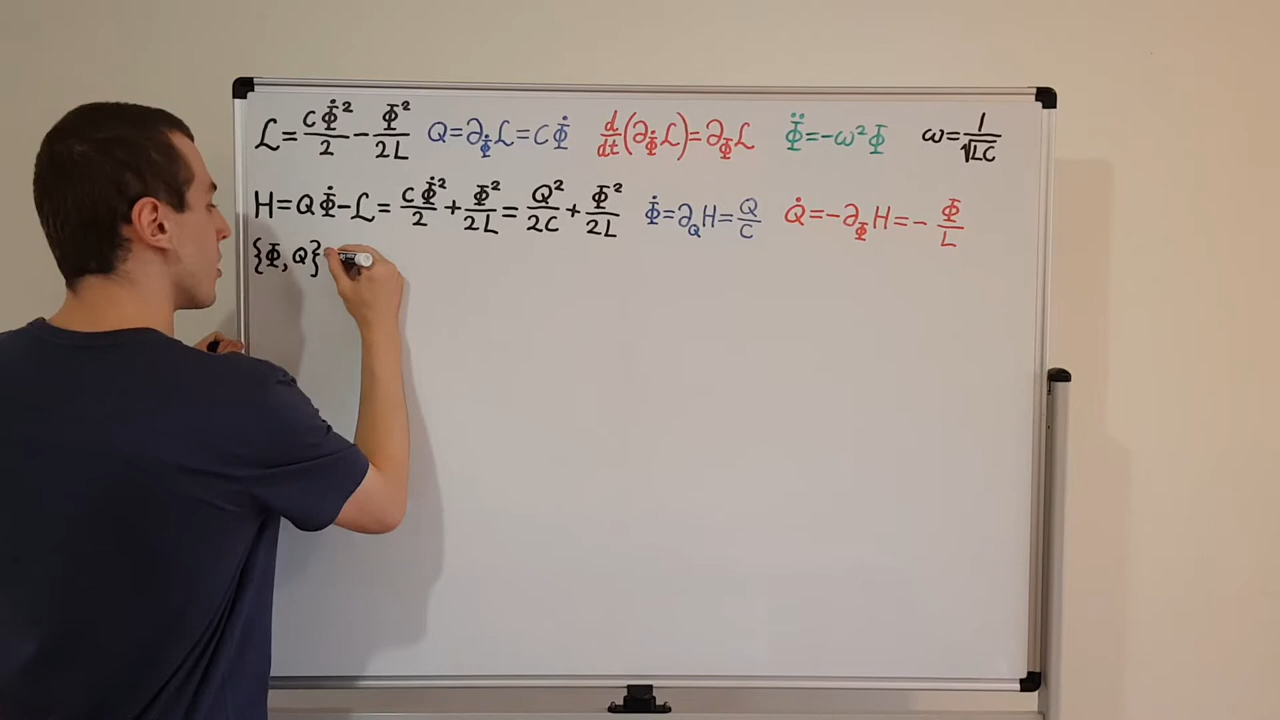 ℒ = CΦ̇²/2 − Φ²/2L Q = ∂_Φ̇ ℒ = CΦ̇ d/dt(∂_Φ̇ ℒ) = ∂_Φ ℒ Φ̈ = −ω²Φ ω = 1/√LC
H = QΦ̇ − ℒ = CΦ̇²/2 + Φ²/2L = Q²/2C + Φ²/2L Φ̇ = ∂_Q H = Q/C Q̇ = −∂_Φ H = −Φ/L
{Φ, Q}